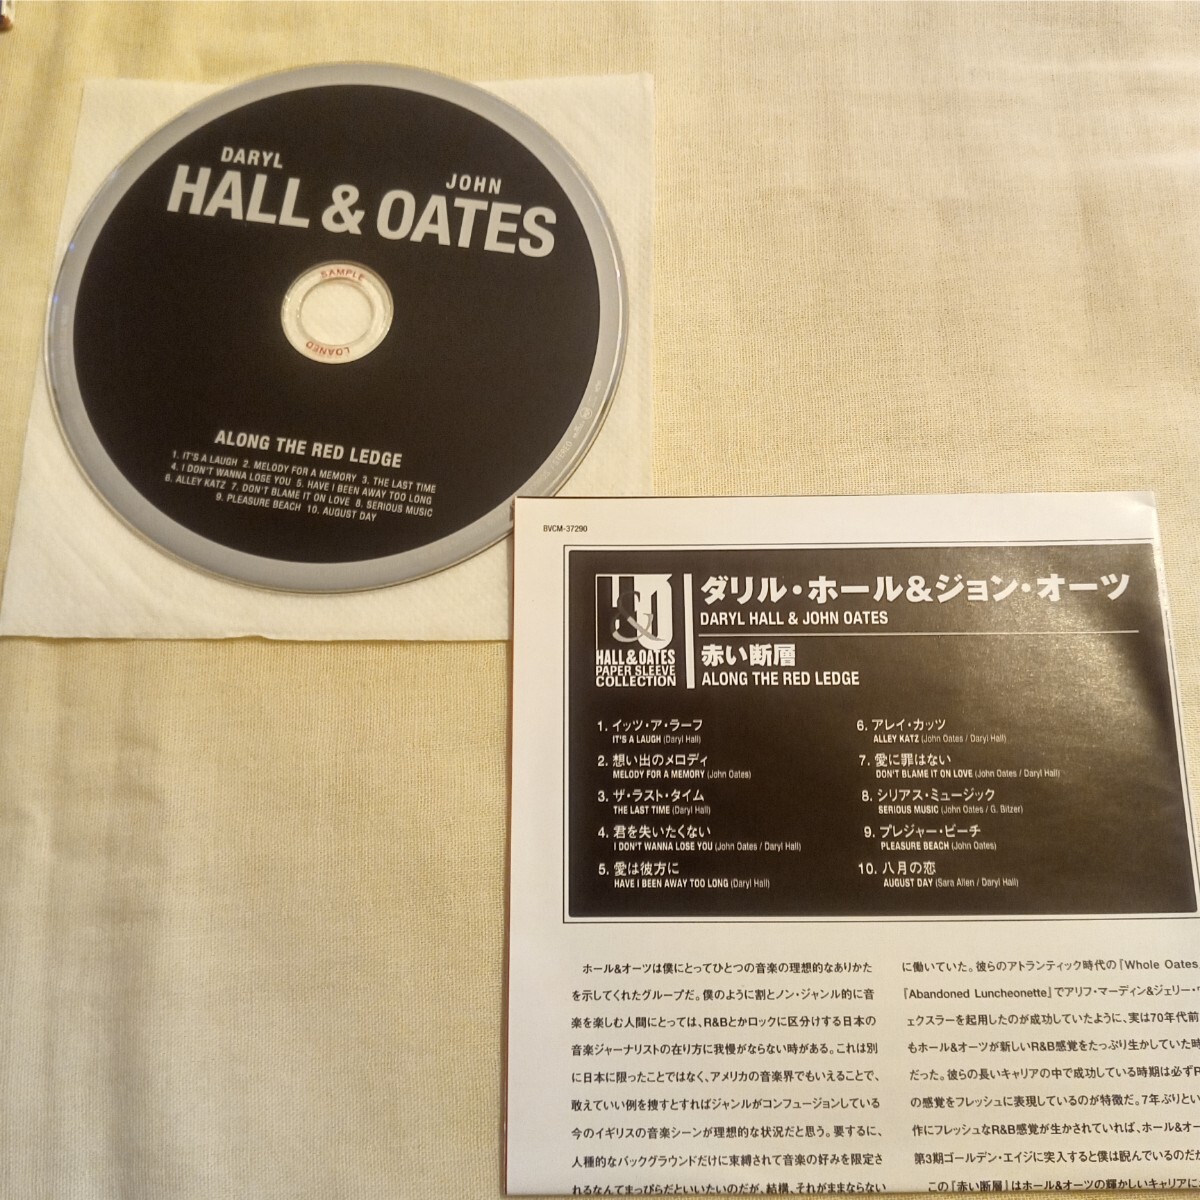 DARYL
JOHN
HALL & OATES
SAMPLE
LOANED
ALONG THE RED LEDGE
1. IT'S A LAUGH 2. MELODY FOR A MEMORY 3. THE LAST TIME
4. I DON'T WANNA LOSE YOU 5. HAVE I BEEN AWAY TOO LONG
6. ALLEY KATZ 7. DON'T BLAME IT ON LOVE 8. SERIOUS MUSIC
9. PLEASURE BEACH 10. AUGUST DAY
BVCM-37290
H&O
HALL & OATES
PAPER SLEEVE
COLLECTION
ダリル・ホール&ジョン・オーツ
DARYL HALL & JOHN OATES
赤い断層
ALONG THE RED LEDGE
1. イッツ・ア・ラーフ
IT'S A LAUGH (Daryl Hall)
2. 想い出のメロディ
MELODY FOR A MEMORY (John Oates)
3. ザ・ラスト・タイム
THE LAST TIME (Daryl Hall)
4. 君を失いたくない
I DON'T WANNA LOSE YOU (John Oates / Daryl Hall)
5. 愛は彼方に
HAVE I BEEN AWAY TOO LONG (Daryl Hall)
6. アレイ・カッツ
ALLEY KATZ (John Oates / Daryl Hall)
7. 愛に罪はない
DON'T BLAME IT ON LOVE (John Oates / Daryl Hall)
8. シリアス・ミュージック
SERIOUS MUSIC (John Oates / G. Bitzer)
9. プレジャー・ビーチ
PLEASURE BEACH (John Oates)
10. 八月の恋
AUGUST DAY (Sara Allen / Daryl Hall)
ホール&オーツは僕にとってひとつの音楽の理想的なありかた
を示してくれたグループだ。僕のように割とノン・ジャンル的に音
楽を楽しむ人間にとっては、R&Bとかロックに区分けする日本の
音楽ジャーナリストの在り方に我慢がならない時がある。これは別
に日本に限ったことではなく、アメリカの音楽界でもいえることで、
敢えていい例を捜すとすればジャンルがコンフュージョンしている
今のイギリスの音楽シーンが理想的な状況だと思う。要するに、
人種的なバックグラウンドだけに束縛されて音楽の好みを限定さ
れるなんてまっぴらだといいたいのだが、結構、それがままならない
に働いていた。彼らのアトランティック時代の『Whole Oates
『Abandoned Luncheonette』でアリフ・マーディン&ジェリー・
ェクスラーを起用したのが成功していたように、実は70年代前
もホール&オーツが新しいR&B感覚をたっぷり生かしていた時
だった。彼らの長いキャリアの中で成功している時期は必ずR
の感覚をフレッシュに表現しているのが特徴だ。7年ぶりとい
作にフレッシュなR&B感覚が生かされていれば、ホール&オー
第3期ゴールデン・エイジに突入すると僕は睨んでいるのだが
この『赤い断層』はホール&オーツの輝かしいキャリアに